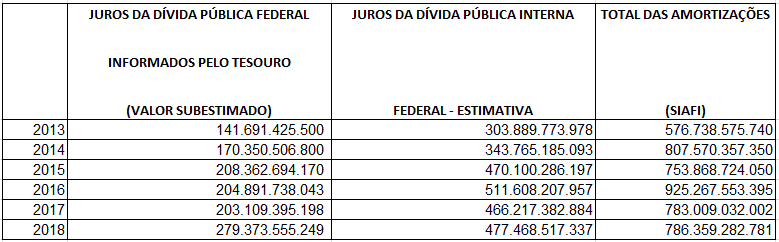 JUROS DA DÍVIDA PÚBLICA FEDERAL JUROS DA DÍVIDA PÚBLICA INTERNA TOTAL DAS AMORTIZAÇÕES
INFORMADOS PELO TESOURO
(VALOR SUBESTIMADO) FEDERAL - ESTIMATIVA (SIAFI)
2013 141.691.425.500 303.889.773.978 576.738.575.740
2014 170.350.506.800 343.765.185.093 807.570.357.350
2015 208.362.694.170 470.100.286.197 753.868.724.050
2016 204.891.738.043 511.608.207.957 925.267.553.395
2017 203.109.395.198 466.217.382.884 783.009.032.002
2018 279.373.555.249 477.468.517.337 786.359.282.781